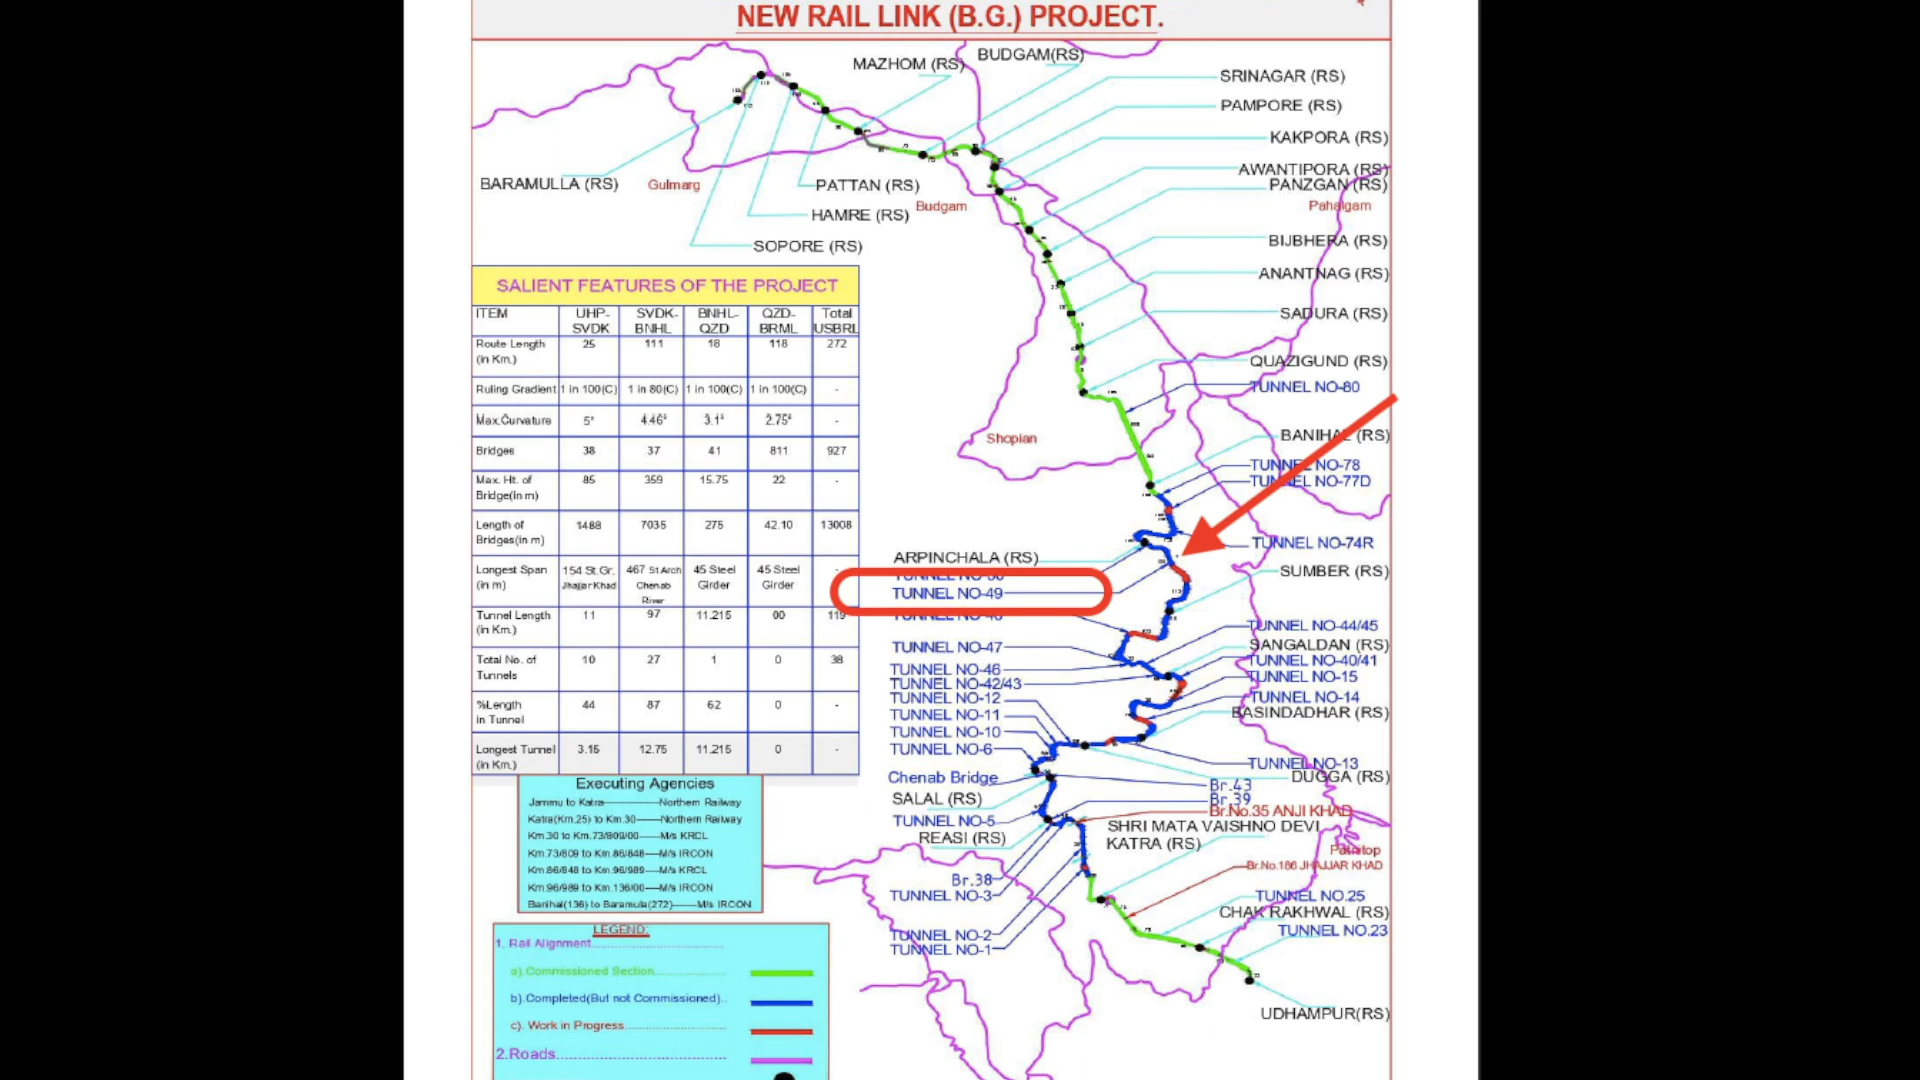 NEW RAIL LINK (B.G.) PROJECT.
BUDGAM(RS)
MAZHOM (RS)
SRINAGAR (RS)
PAMPORE (RS)
KAKPORA (RS)
AWANTIPORA (RS)
BARAMULLA (RS)
Gulmarg
PATTAN (RS)
PANZGAN (RS)
Budgam
Pahalgam
HAMRE (RS)
SOPORE (RS)
BIJBHERA (RS)
ANANTNAG (RS)
SADURA (RS)
QUAZIGUND (RS)
TUNNEL NO-80
Shopian
BANIHAL (RS)
TUNNEL NO-78
TUNNEL NO-77D
TUNNEL NO-74R
ARPINCHALA (RS)
SUMBER (RS)
TUNNEL NO-49
TUNNEL NO-44/45
TUNNEL NO-47
SANGALDAN (RS)
TUNNEL NO-46
TUNNEL NO-40/41
TUNNEL NO-42/43
TUNNEL NO-15
TUNNEL NO-12
TUNNEL NO-14
TUNNEL NO-11
BASINDADHAR (RS)
TUNNEL NO-10
TUNNEL NO-6
TUNNEL NO-13
Chenab Bridge
DUGGA (RS)
Br.43
SALAL (RS)
Br.39
Br.No.35 ANJI KHAD
TUNNEL NO-5
REASI (RS)
SHRI MATA VAISHNO DEVI
KATRA (RS)
Patnitop
Br.No.186 JHAJJAR KHAD
Br.38
TUNNEL NO-3
TUNNEL NO.25
CHAK RAKHWAL (RS)
TUNNEL NO.23
TUNNEL NO-2
TUNNEL NO-1
UDHAMPUR(RS)
SALIENT FEATURES OF THE PROJECT
ITEM UHP-SVDK SVDK-BNHL BNHL-QZD QZD-BRML Total USBRL
Route Length (in Km.) 25 111 18 118 272
Ruling Gradient 1 in 100(C) 1 in 80(C) 1 in 100(C) 1 in 100(C) -
Max.Curvature 5° 4.46° 3.1° 2.75° -
Bridges 38 37 41 811 927
Max. Ht. of Bridge(in m) 85 359 15.75 22 -
Length of Bridges(in m) 1488 7035 275 42.10 13008
Longest Span (in m) 154 St.Gr. Jhajjar Khad 467 St Arch Chenab River 45 Steel Girder 45 Steel Girder
Tunnel Length (in Km.) 11 97 11.215 00 119
Total No. of Tunnels 10 27 1 0 38
%Length in Tunnel 44 87 62 0 -
Longest Tunnel (in Km.) 3.15 12.75 11.215 0 -
Executing Agencies
Jammu to Katra Northern Railway
Katra(Km.25) to Km.30 Northern Railway
Km.30 to Km.73/809/00 M/s KRCL
Km.73/809 to Km.86/848 M/s IRCON
Km.86/848 to Km.96/989 M/s KRCL
Km.96/989 to Km.136/00 M/s IRCON
Banihal(136) to Baramula(272) M/s IRCON
LEGEND:
1. Rail Alignment
a).Commissioned Section
b).Completed(But not Commissioned)..
c). Work in Progress
2.Roads